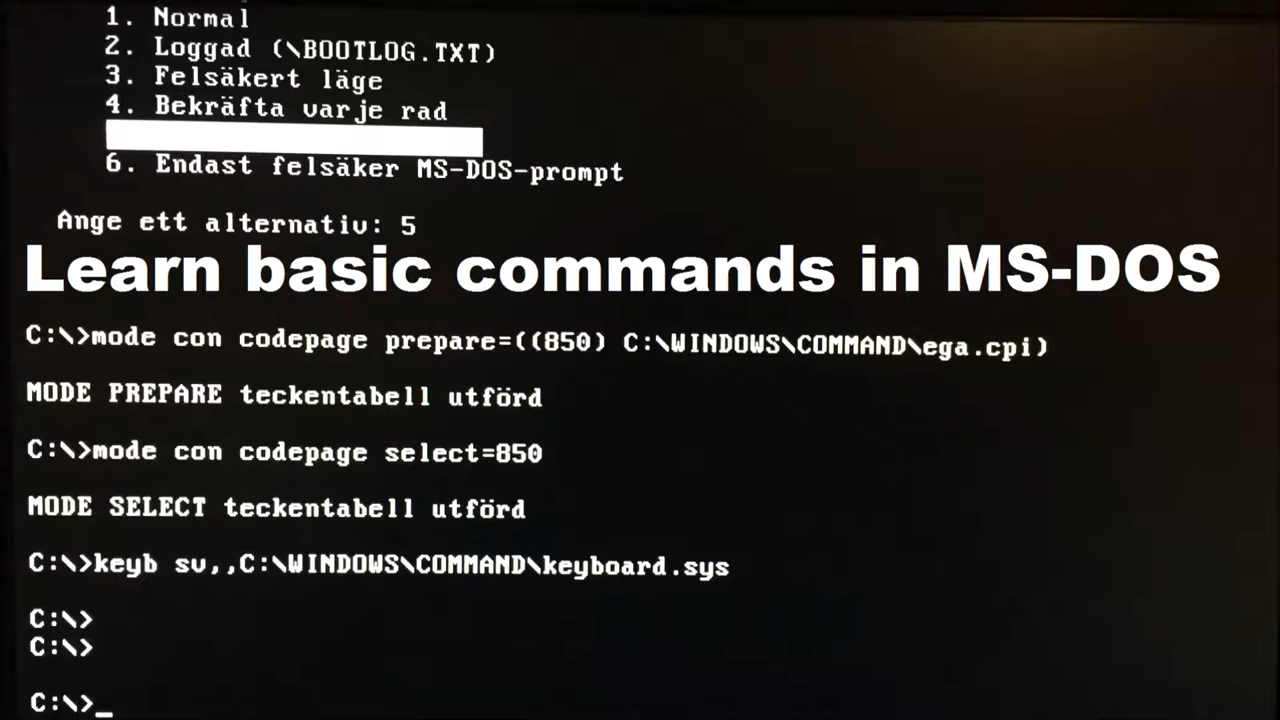 1. Normal
2. Loggad (\BOOTLOG.TXT)
3. Felsäkert läge
4. Bekräfta varje rad
6. Endast felsäker MS-DOS-prompt
Ange ett alternativ: 5
Learn basic commands in MS-DOS
C:\>mode con codepage prepare=((850) C:\WINDOWS\COMMAND\ega.cpi)
MODE PREPARE teckentabell utförd
C:\>mode con codepage select=850
MODE SELECT teckentabell utförd
C:\>keyb sv,,C:\WINDOWS\COMMAND\keyboard.sys
C:\>
C:\>
C:\>_